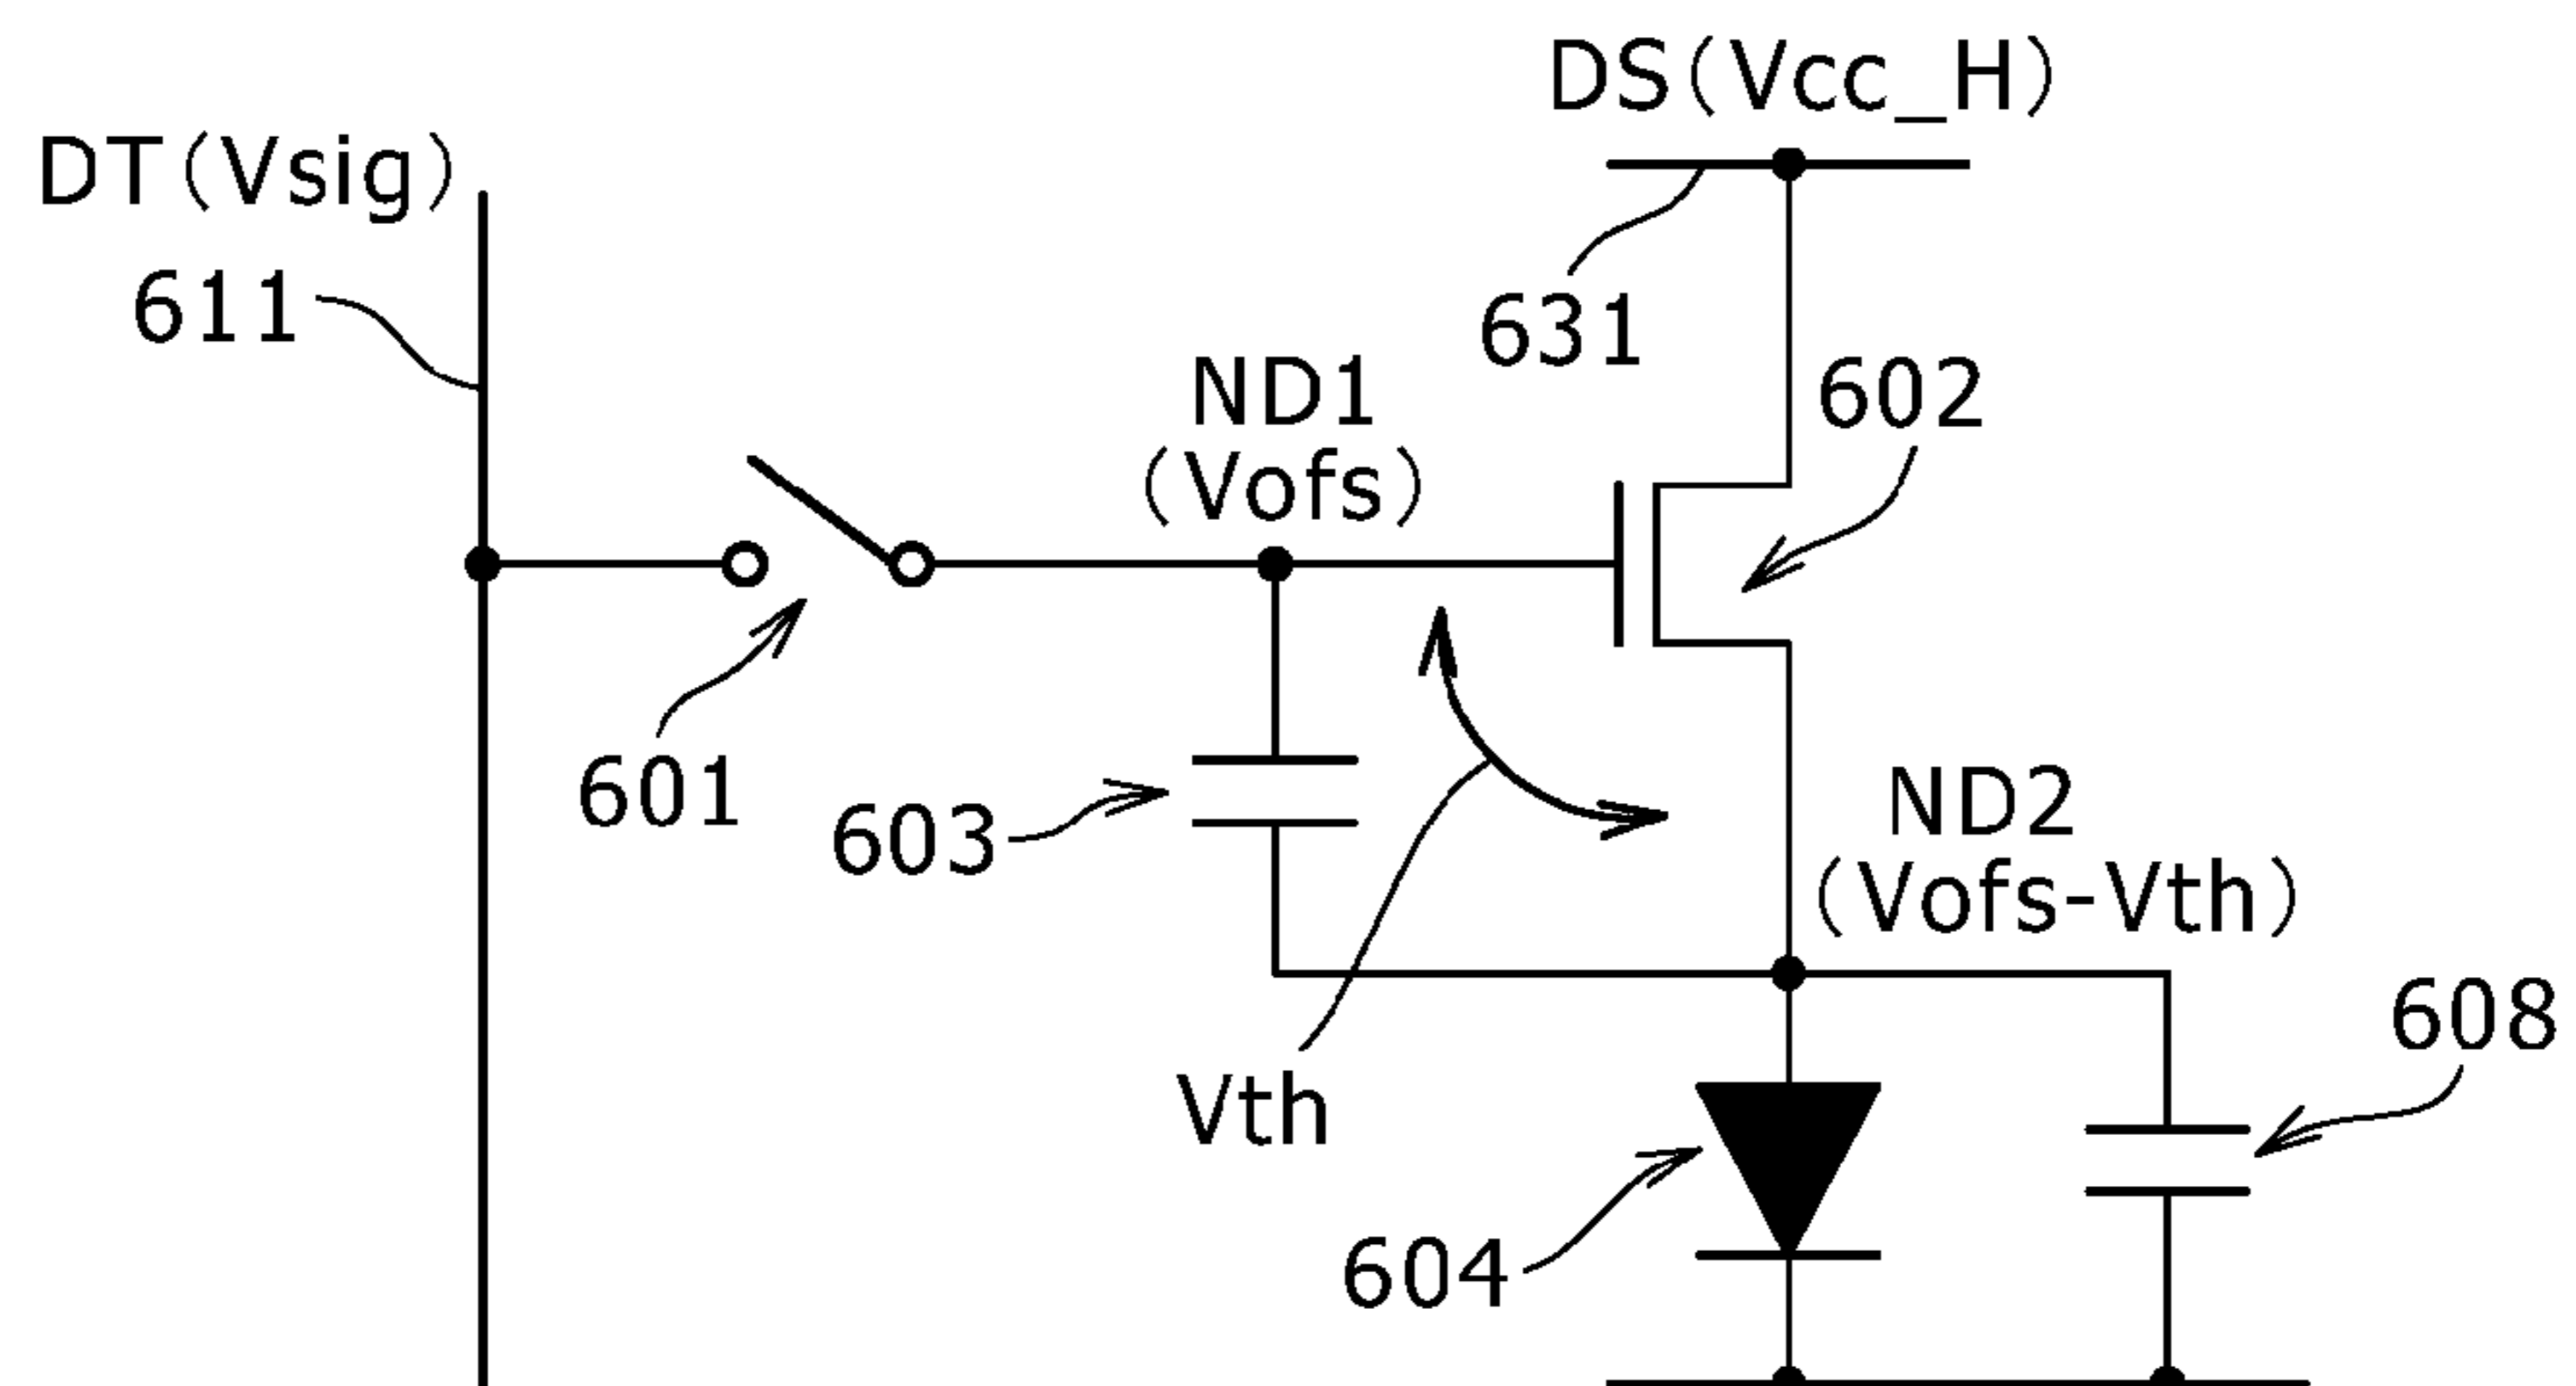 DS(Vcc_H)
DT(Vsig)
611
631
ND1
(Vofs)
602
601
603
ND2
(Vofs-Vth)
608
Vth
604